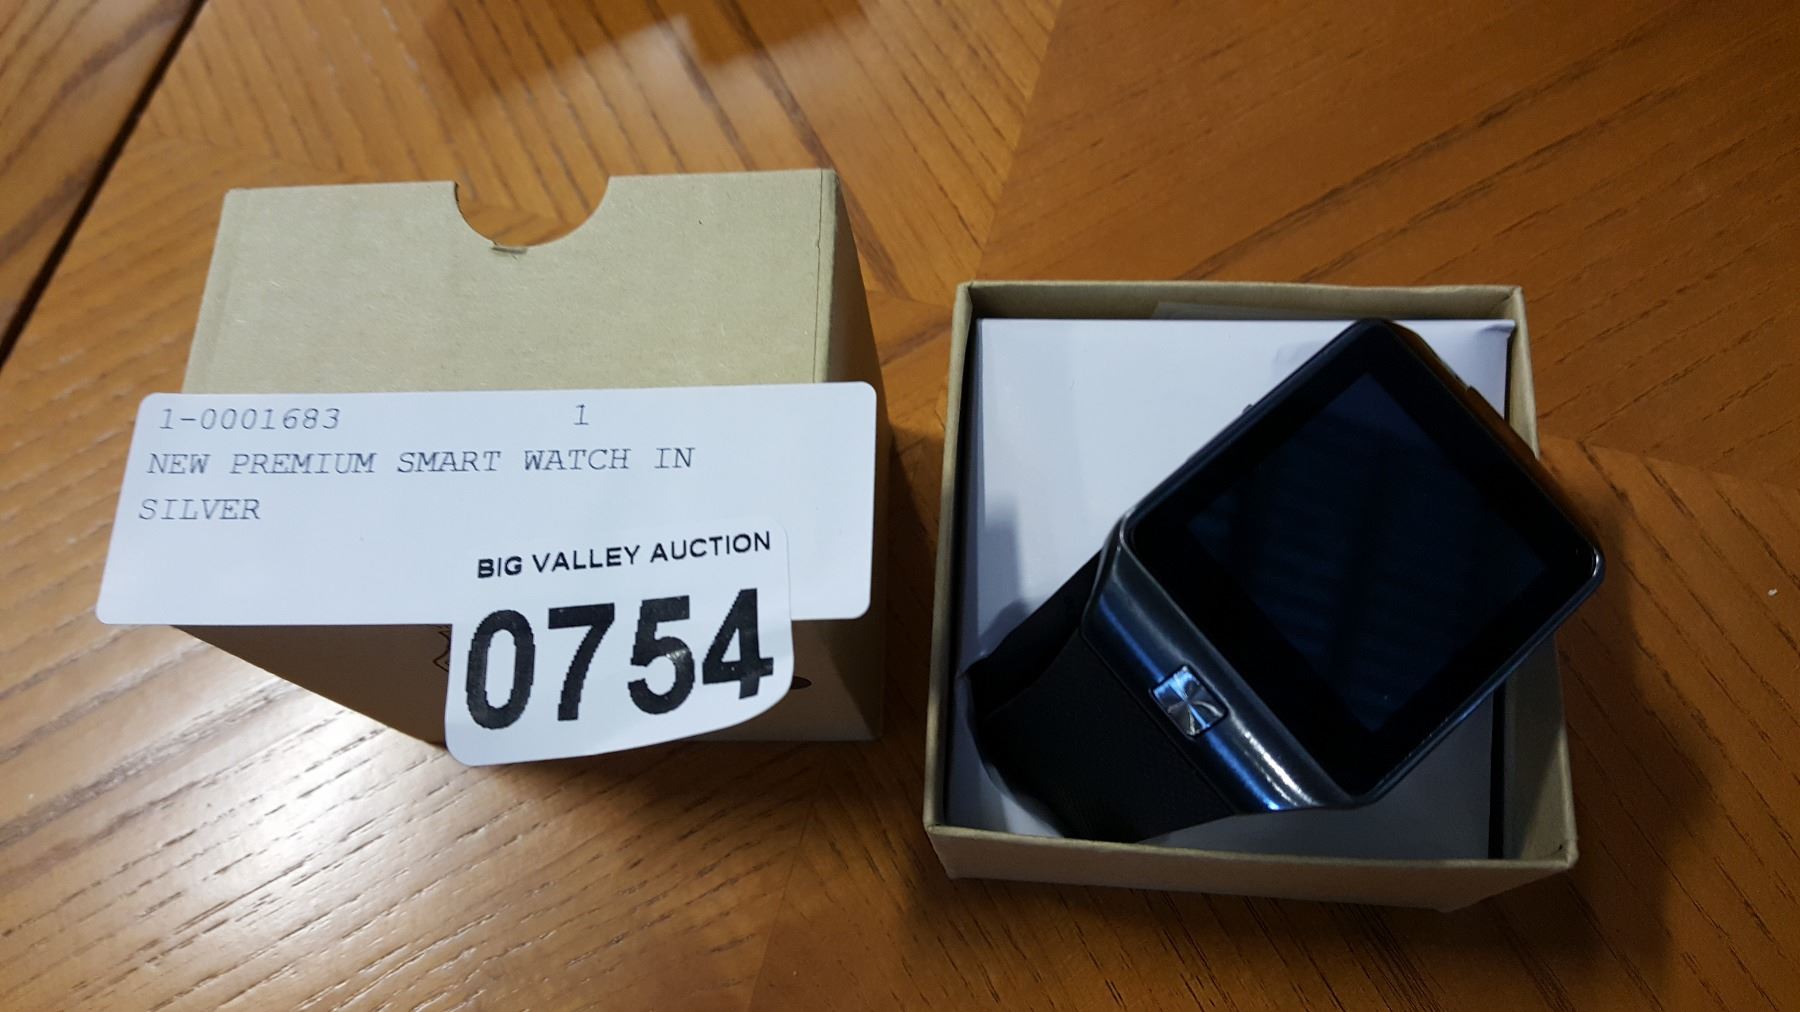 1-0001683 1
NEW PREMIUM SMART WATCH IN
SILVER
BIG VALLEY AUCTION
0754